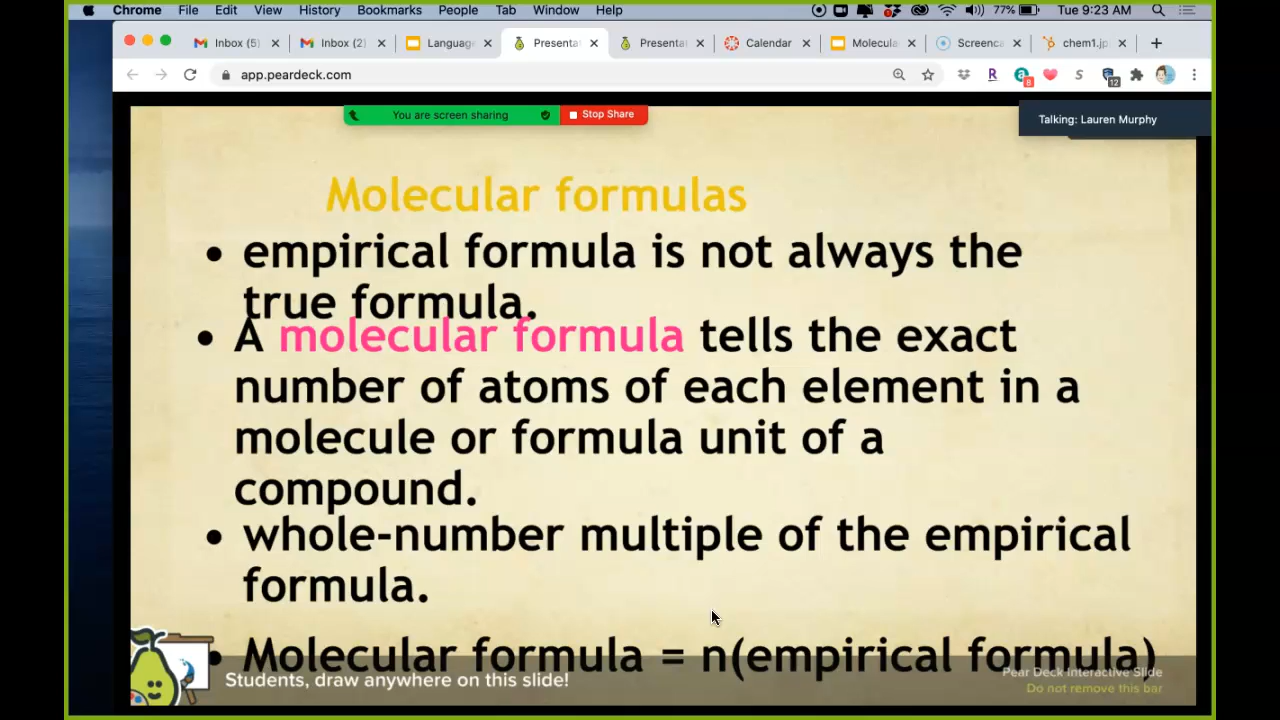 Chrome File Edit View History Bookmarks People Tab Window Help 77% Tue 9:23 AM
Inbox (5) Inbox (2) Language Presenta Presenta Calendar Molecula Screenca chem1.jp
app.peardeck.com R a 8 S 12
You are screen sharing Stop Share
Talking: Lauren Murphy
Molecular formulas
• empirical formula is not always the
true formula.
• A molecular formula tells the exact
number of atoms of each element in a
molecule or formula unit of a
compound.
• whole-number multiple of the empirical
formula.
• Molecular formula = n(empirical formula)
Students, draw anywhere on this slide!
Pear Deck Interactive Slide
Do not remove this bar